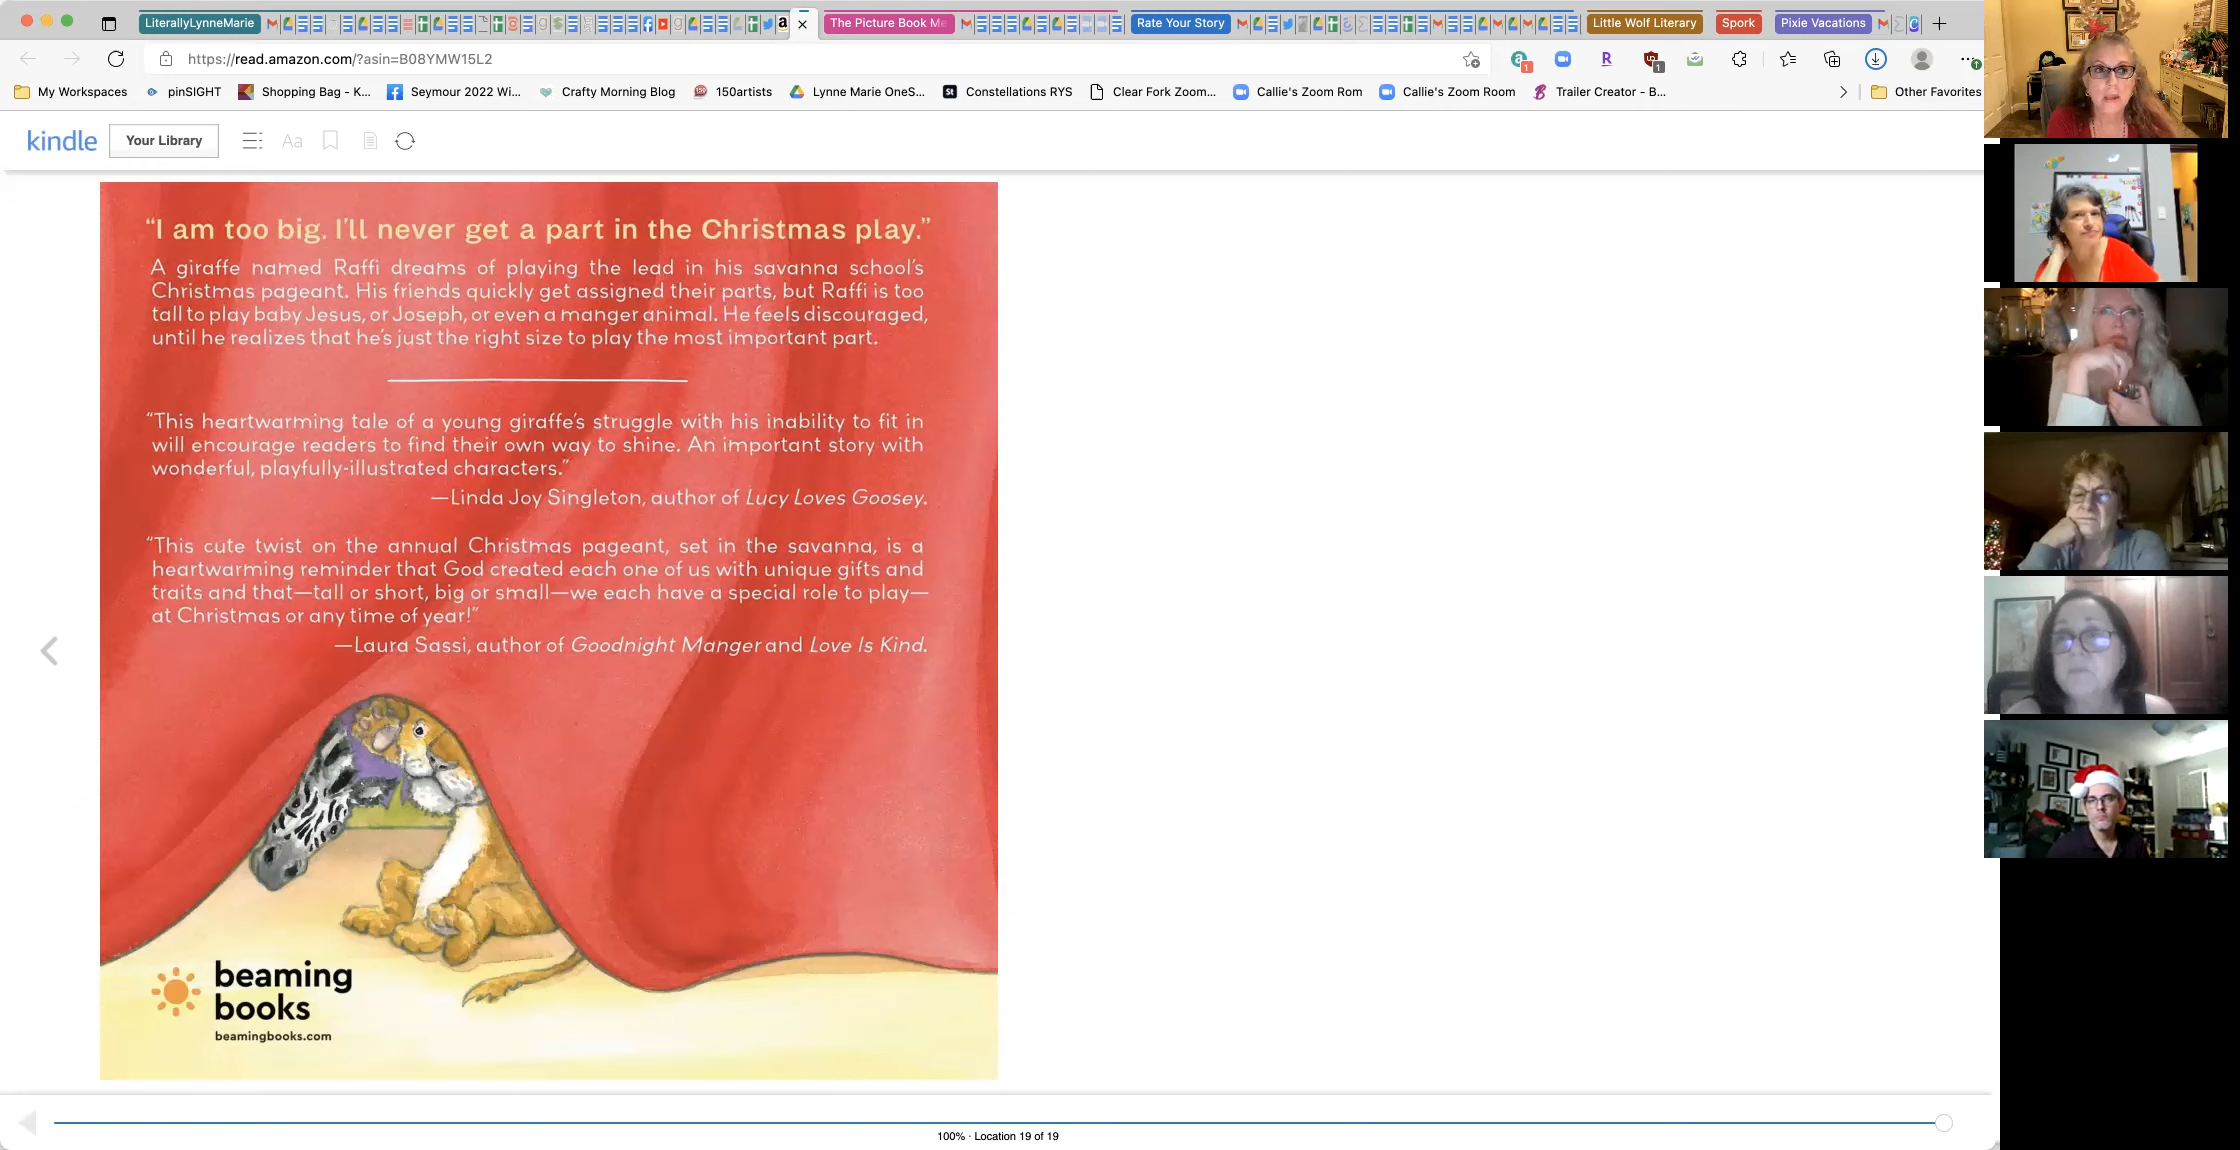 LiterallyLynneMarie
The Picture Book Me
Rate Your Story
Little Wolf Literary
Spork
Pixie Vacations
https://read.amazon.com/?asin=B08YMW15L2
1
1
My Workspaces
pinSIGHT
Shopping Bag - K...
Seymour 2022 Wi...
Crafty Morning Blog
150artists
Lynne Marie OneS...
Constellations RYS
Clear Fork Zoom...
Callie's Zoom Rom
Callie's Zoom Room
Trailer Creator - B...
Other Favorites
kindle
Your Library
Aa
“I am too big. I’ll never get a part in the Christmas play.”
A giraffe named Raffi dreams of playing the lead in his savanna school’s
Christmas pageant. His friends quickly get assigned their parts, but Raffi is too
tall to play baby Jesus, or Joseph, or even a manger animal. He feels discouraged,
until he realizes that he’s just the right size to play the most important part.
“This heartwarming tale of a young giraffe’s struggle with his inability to fit in
will encourage readers to find their own way to shine. An important story with
wonderful, playfully-illustrated characters.”
—Linda Joy Singleton, author of Lucy Loves Goosey.
“This cute twist on the annual Christmas pageant, set in the savanna, is a
heartwarming reminder that God created each one of us with unique gifts and
traits and that—tall or short, big or small—we each have a special role to play—
at Christmas or any time of year!”
—Laura Sassi, author of Goodnight Manger and Love Is Kind.
beaming
books
beamingbooks.com
100% · Location 19 of 19